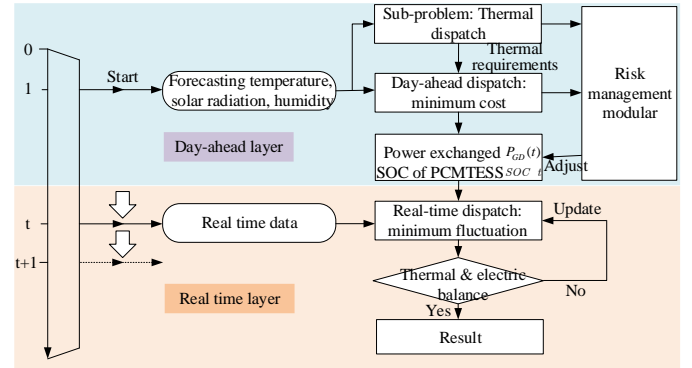 Sub-problem: Thermal
dispatch
0
Thermal
requirements
Start
1
Forecasting temperature,
solar radiation, humidity
Day-ahead dispatch:
minimum cost
Risk
management
modular
Day-ahead layer
Power exchanged P_GD(t)
SOC of PCMTESS SOC t
Adjust
t
Real time data
Real-time dispatch:
minimum fluctuation
Update
t+1
Thermal & electric
balance
No
Real time layer
Yes
Result